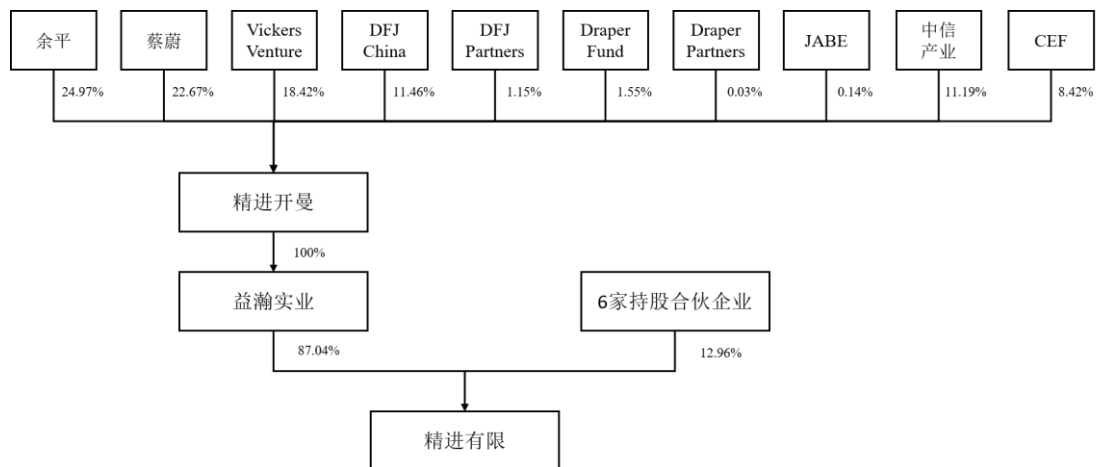 余平
蔡蔚
Vickers
Venture
DFJ
China
DFJ
Partners
Draper
Fund
Draper
Partners
JABE
中信
产业
CEF
24.97%
22.67%
18.42%
11.46%
1.15%
1.55%
0.03%
0.14%
11.19%
8.42%
精进开曼
100%
益瀚实业
6家持股合伙企业
87.04%
12.96%
精进有限